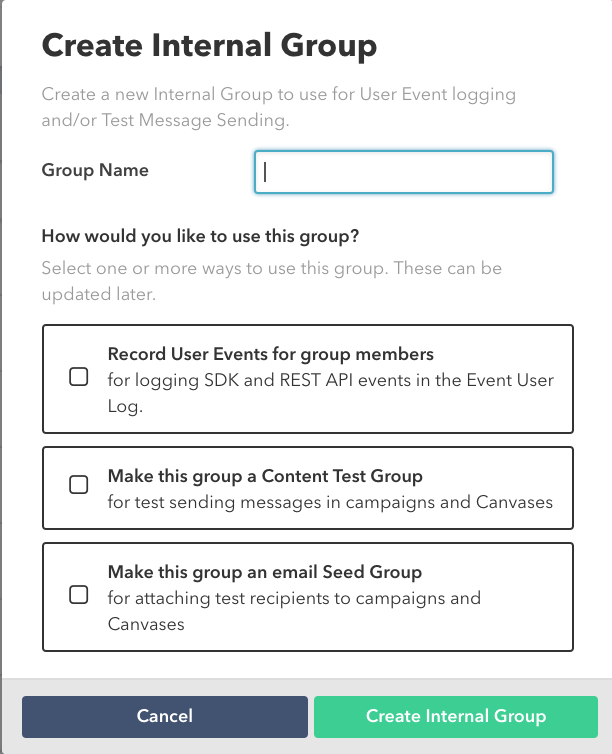 Create Internal Group
Create a new Internal Group to use for User Event logging
and/or Test Message Sending.
Group Name
How would you like to use this group?
Select one or more ways to use this group. These can be
updated later.
Record User Events for group members
for logging SDK and REST API events in the Event User
Log.
Make this group a Content Test Group
for test sending messages in campaigns and Canvases
Make this group an email Seed Group
for attaching test recipients to campaigns and
Canvases
Cancel
Create Internal Group